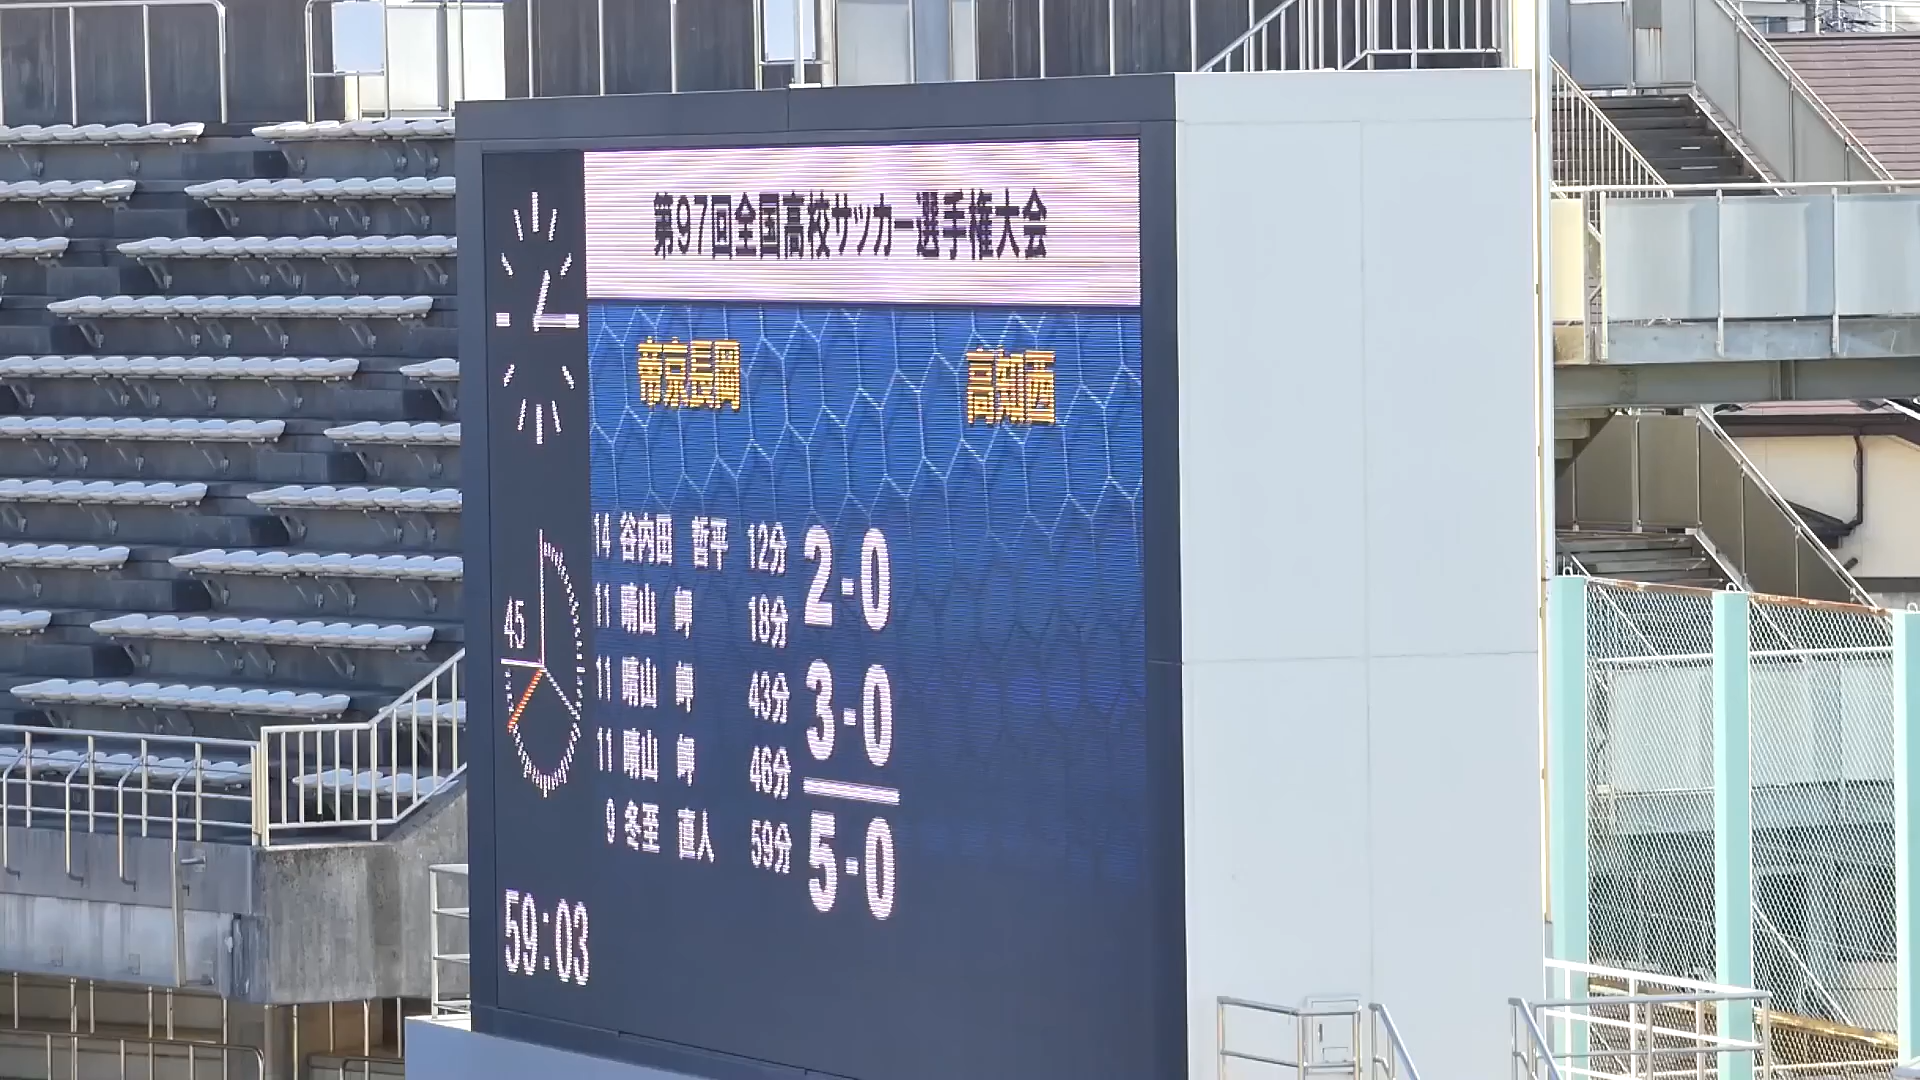 第97回全国高校サッカー選手権大会
帝京長岡 高知西
14 谷内田 哲平 12分 2-0
11 晴山 岬 18分
11 晴山 岬 43分 3-0
11 晴山 岬 46分
9 冬至 直人 59分 5-0
45
59:03